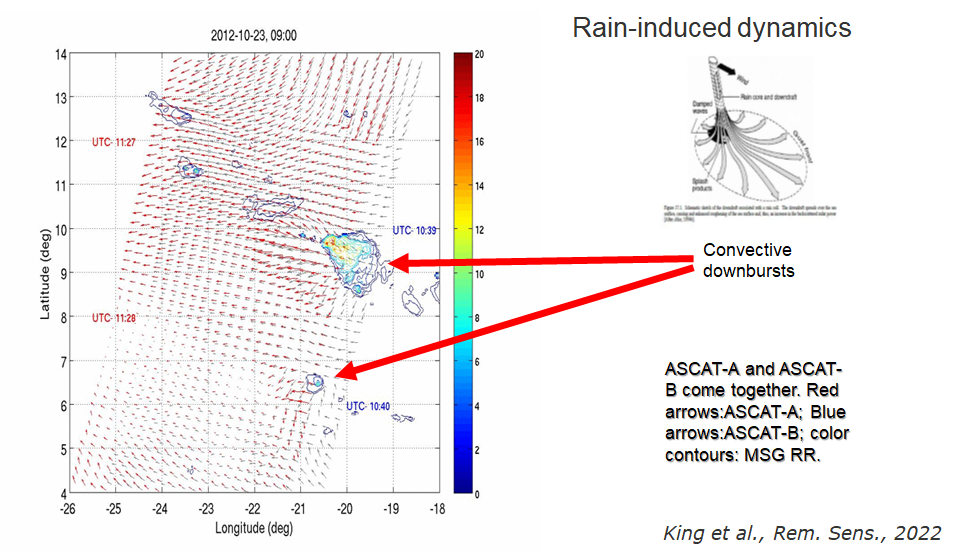 Rain-induced dynamics
2012-10-23, 09:00
14
13
12
11
10
9
8
7
6
5
4
Latitude (deg)
-26
-25
-24
-23
-22
-21
-20
-19
-18
Longitude (deg)
UTC- 11:27
UTC- 10:39
UTC- 11:28
UTC- 10:40
20
18
16
14
12
10
8
6
4
2
0
Wind
Rain core and downdraft
Damped
waves
Splash
products
Convective
downbursts
ASCAT-A and ASCAT-
B come together. Red
arrows:ASCAT-A; Blue
arrows:ASCAT-B; color
contours: MSG RR.
King et al., Rem. Sens., 2022